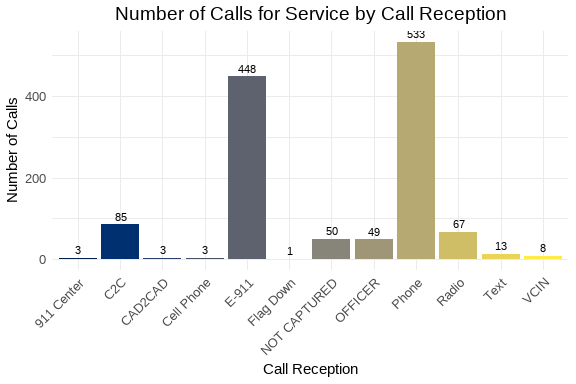 Number of Calls for Service by Call Reception
Number of Calls
400
200
0
3
85
3
3
448
1
50
49
533
67
13
8
911 Center
C2C
CAD2CAD
Cell Phone
E-911
Flag Down
NOT CAPTURED
OFFICER
Phone
Radio
Text
VCIN
Call Reception